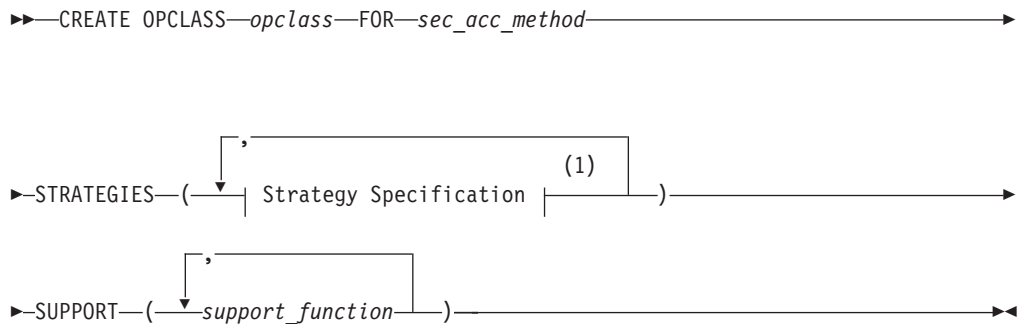 CREATE OPCLASS opclass FOR sec_acc_method
,
(1)
STRATEGIES ( Strategy Specification )
,
SUPPORT ( support_function )